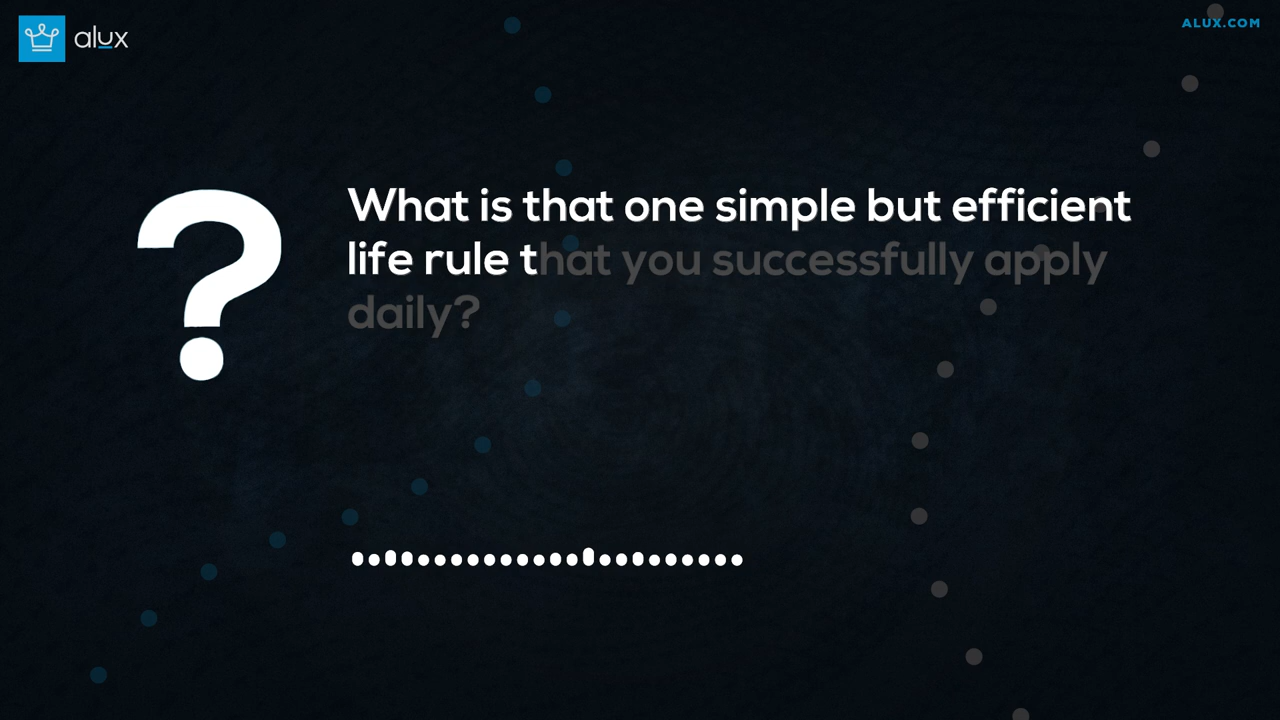 alux
ALUX.COM
?
What is that one simple but efficient
life rule that you successfully apply
daily?